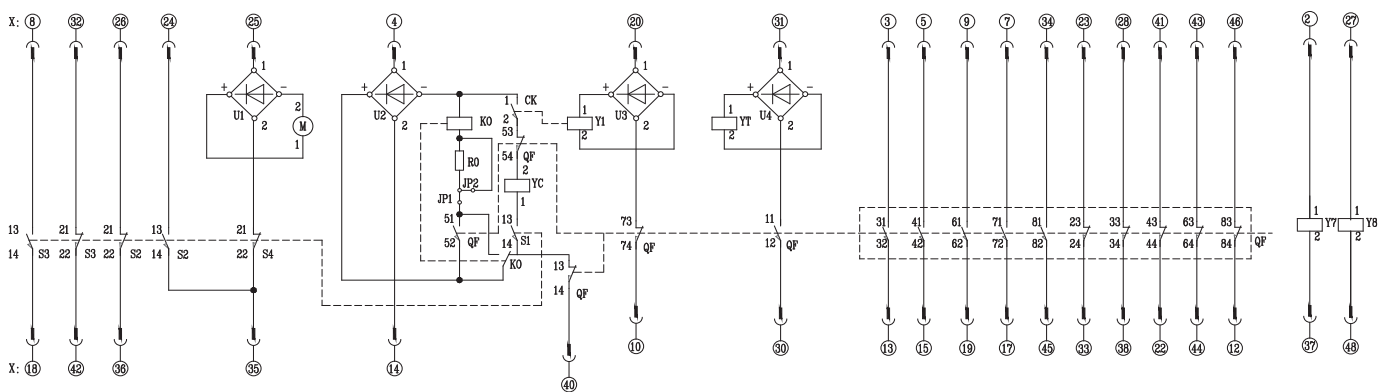 X: 8 32 26 24 25 4 20 31 3 5 9 7 34 23 28 41 43 46 2 27
1 1 1 1
+ - + - + - + -
U1 U2 U3 U4
2 2 2 2
2 M 1
K0 1 CK 2
1 Y1 2
YT 1 2
53 54 QF
R0
2 YC 1
JP2
JP1
13 14 S3
21 22 S3
21 22 S2
13 14 S2
21 22 S4
51 52 QF
13 14 S1
K0
13 14 QF
73 74 QF
11 12 QF
31 41 61 71 81 23 33 43 63 83
32 42 62 72 82 24 34 44 64 84 QF
1 Y7 2
1 Y8 2
X: 18 42 36 35 14 40 10 30 13 15 19 17 45 33 38 22 44 12 37 48